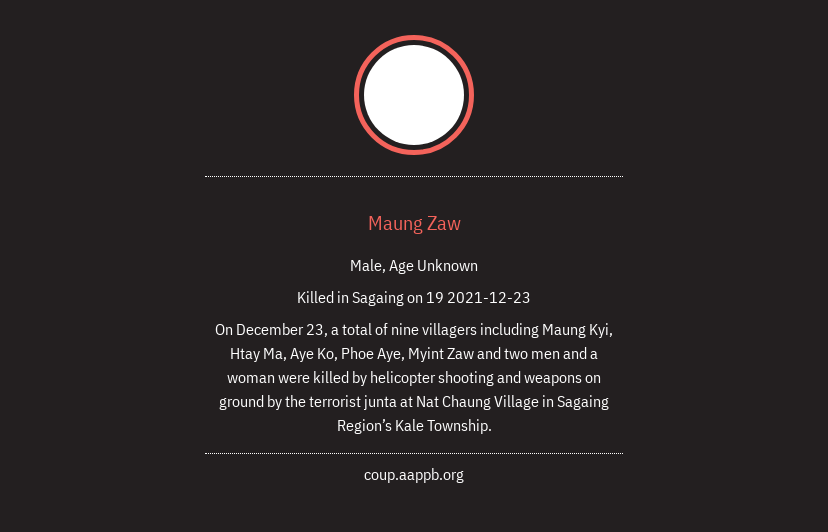 Maung Zaw
Male, Age Unknown
Killed in Sagaing on 19 2021-12-23
On December 23, a total of nine villagers including Maung Kyi,
Htay Ma, Aye Ko, Phoe Aye, Myint Zaw and two men and a
woman were killed by helicopter shooting and weapons on
ground by the terrorist junta at Nat Chaung Village in Sagaing
Region’s Kale Township.
coup.aappb.org